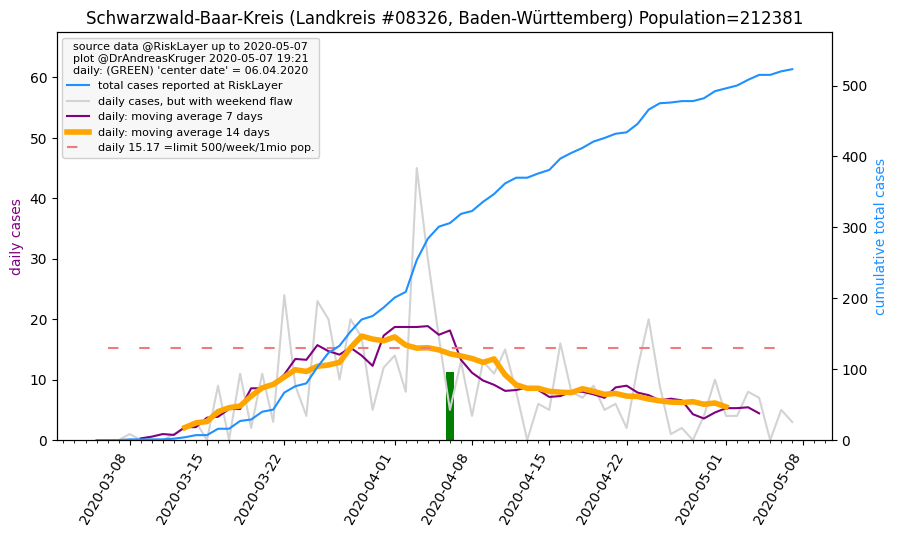 Schwarzwald-Baar-Kreis (Landkreis #08326, Baden-Württemberg) Population=212381
source data @RiskLayer up to 2020-05-07
plot @DrAndreasKruger 2020-05-07 19:21
daily: (GREEN) 'center date' = 06.04.2020
total cases reported at RiskLayer
daily cases, but with weekend flaw
daily: moving average 7 days
daily: moving average 14 days
daily 15.17 =limit 500/week/1mio pop.
daily cases
0
10
20
30
40
50
60
cumulative total cases
0
100
200
300
400
500
2020-03-08
2020-03-15
2020-03-22
2020-04-01
2020-04-08
2020-04-15
2020-04-22
2020-05-01
2020-05-08